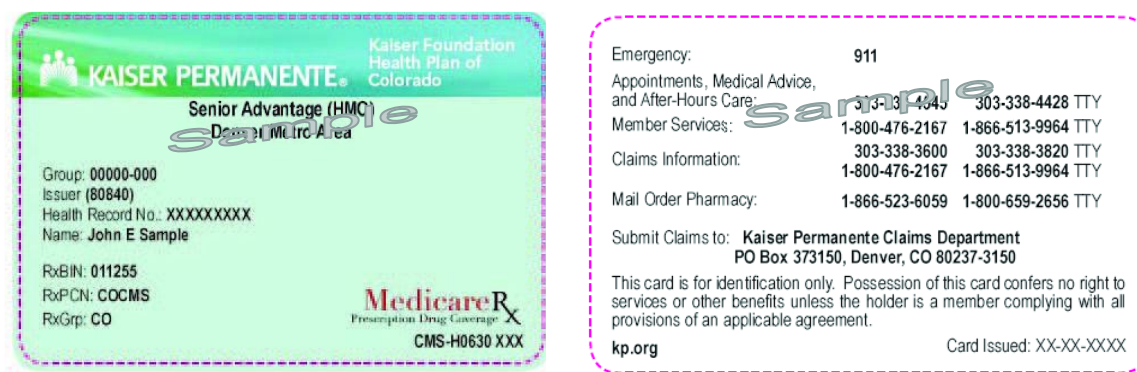 KAISER PERMANENTE®
Kaiser Foundation
Health Plan of
Colorado
Senior Advantage (HMO)
Denver Metro Area
Sample
Group: 00000-000
Issuer (80840)
Health Record No.: XXXXXXXXX
Name: John E Sample
RxBIN: 011255
RxPCN: COCMS
RxGrp: CO
MedicareRx
Prescription Drug Coverage
CMS-H0630 XXX
Emergency: 911
Appointments, Medical Advice,
and After-Hours Care: 303-338-4428 TTY
Sample
Member Services: 1-800-476-2167 1-866-513-9964 TTY
Claims Information: 303-338-3600 303-338-3820 TTY
1-800-476-2167 1-866-513-9964 TTY
Mail Order Pharmacy: 1-866-523-6059 1-800-659-2656 TTY
Submit Claims to: Kaiser Permanente Claims Department
PO Box 373150, Denver, CO 80237-3150
This card is for identification only. Possession of this card confers no right to
services or other benefits unless the holder is a member complying with all
provisions of an applicable agreement.
kp.org Card Issued: XX-XX-XXXX